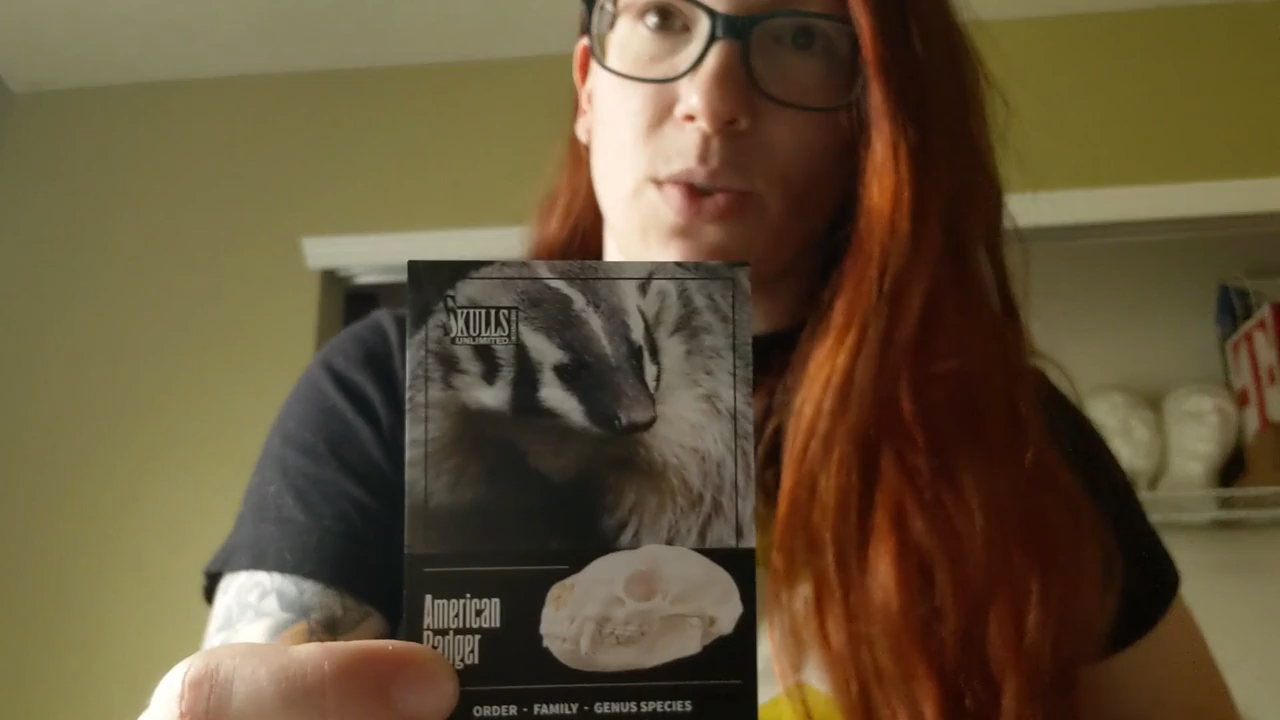 SKULLS
UNLIMITED
American
Badger
ORDER - FAMILY - GENUS SPECIES